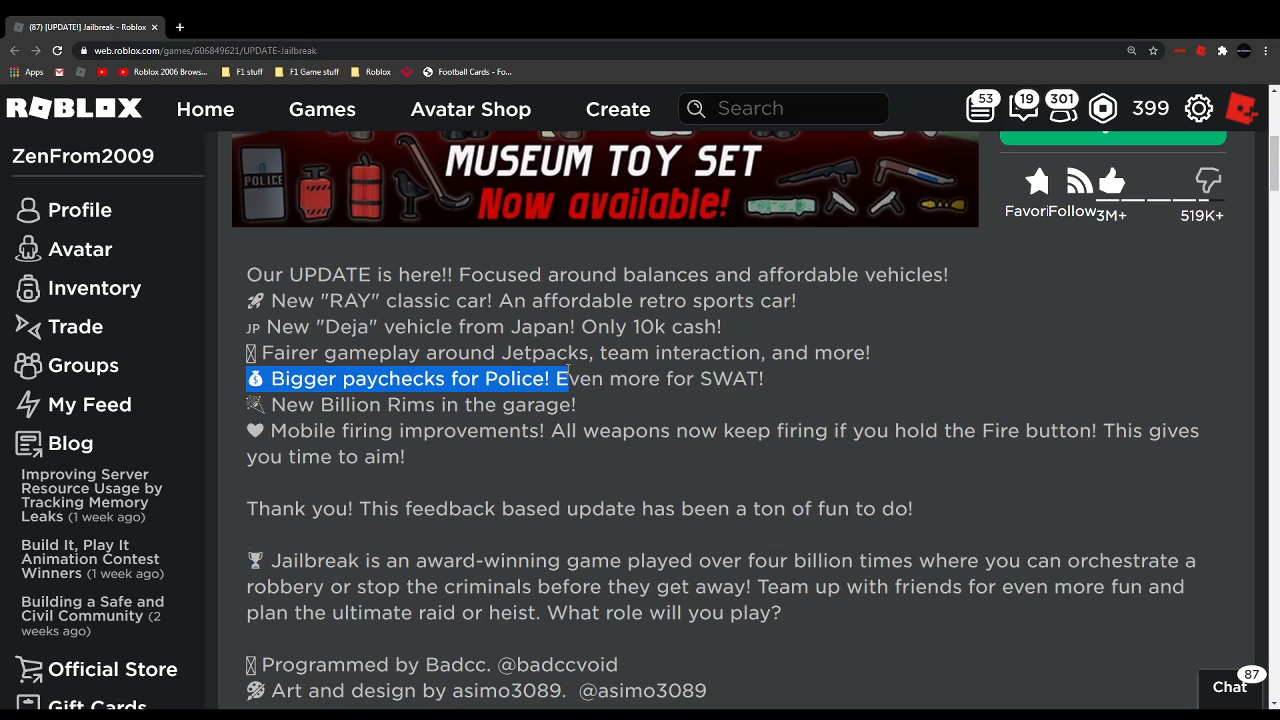 (87) [UPDATE!] Jailbreak - Roblox
web.roblox.com/games/606849621/UPDATE-Jailbreak
Apps
Roblox 2006 Brows...
F1 stuff
F1 Game stuff
Roblox
Football Cards - Fo...
ROBLOX
Home
Games
Avatar Shop
Create
Search
53
19
301
399
ZenFrom2009
Profile
Avatar
Inventory
Trade
Groups
My Feed
Blog
Improving Server
Resource Usage by
Tracking Memory
Leaks (1 week ago)
Build It, Play It
Animation Contest
Winners (1 week ago)
Building a Safe and
Civil Community (2
weeks ago)
Official Store
Gift Cards
POLICE
MUSEUM TOY SET
Now available!
Favori
Follow
3M+
519K+
Our UPDATE is here!! Focused around balances and affordable vehicles!
🚀 New "RAY" classic car! An affordable retro sports car!
JP New "Deja" vehicle from Japan! Only 10k cash!
Fairer gameplay around Jetpacks, team interaction, and more!
💰 Bigger paychecks for Police! Even more for SWAT!
New Billion Rims in the garage!
♥ Mobile firing improvements! All weapons now keep firing if you hold the Fire button! This gives
you time to aim!
Thank you! This feedback based update has been a ton of fun to do!
🏆 Jailbreak is an award-winning game played over four billion times where you can orchestrate a
robbery or stop the criminals before they get away! Team up with friends for even more fun and
plan the ultimate raid or heist. What role will you play?
Programmed by Badcc. @badccvoid
🎨 Art and design by asimo3089. @asimo3089
Chat
87